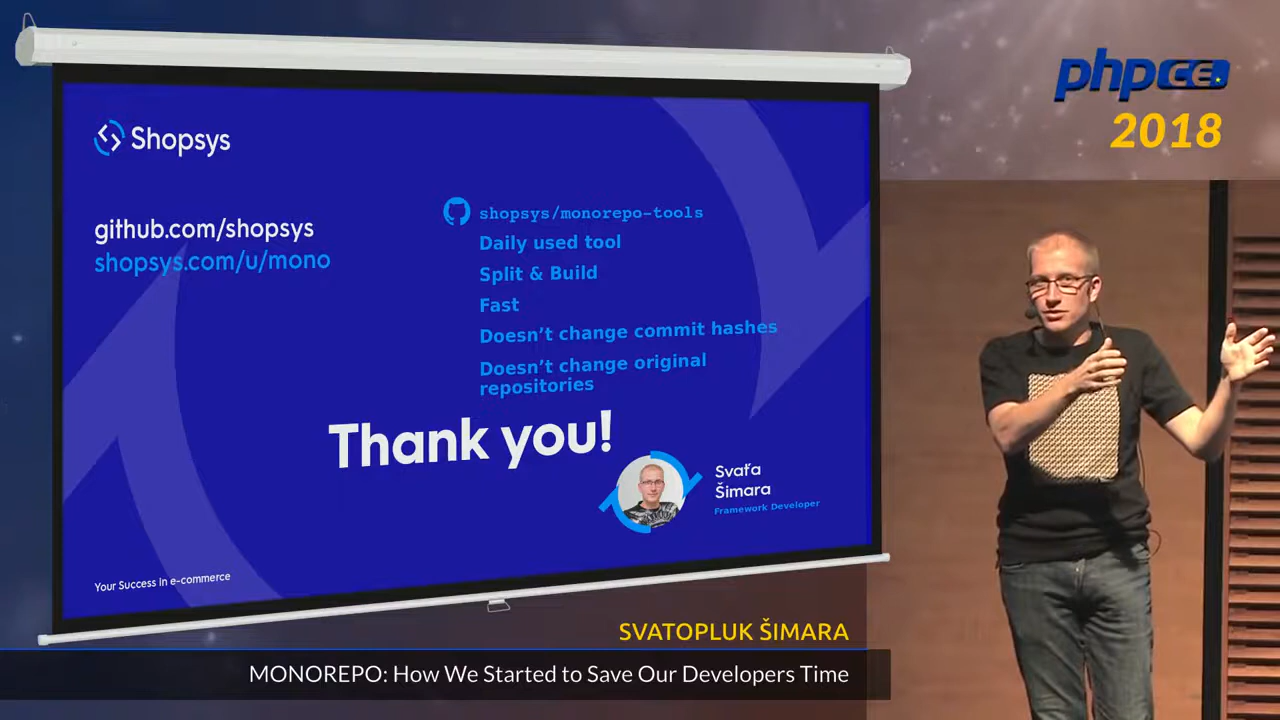 phpCE
2018
Shopsys
github.com/shopsys
shopsys.com/u/mono
shopsys/monorepo-tools
Daily used tool
Split & Build
Fast
Doesn’t change commit hashes
Doesn’t change original
repositories
Thank you!
Svaťa
Šimara
Framework Developer
Your Success in e-commerce
SVATOPLUK ŠIMARA
MONOREPO: How We Started to Save Our Developers Time